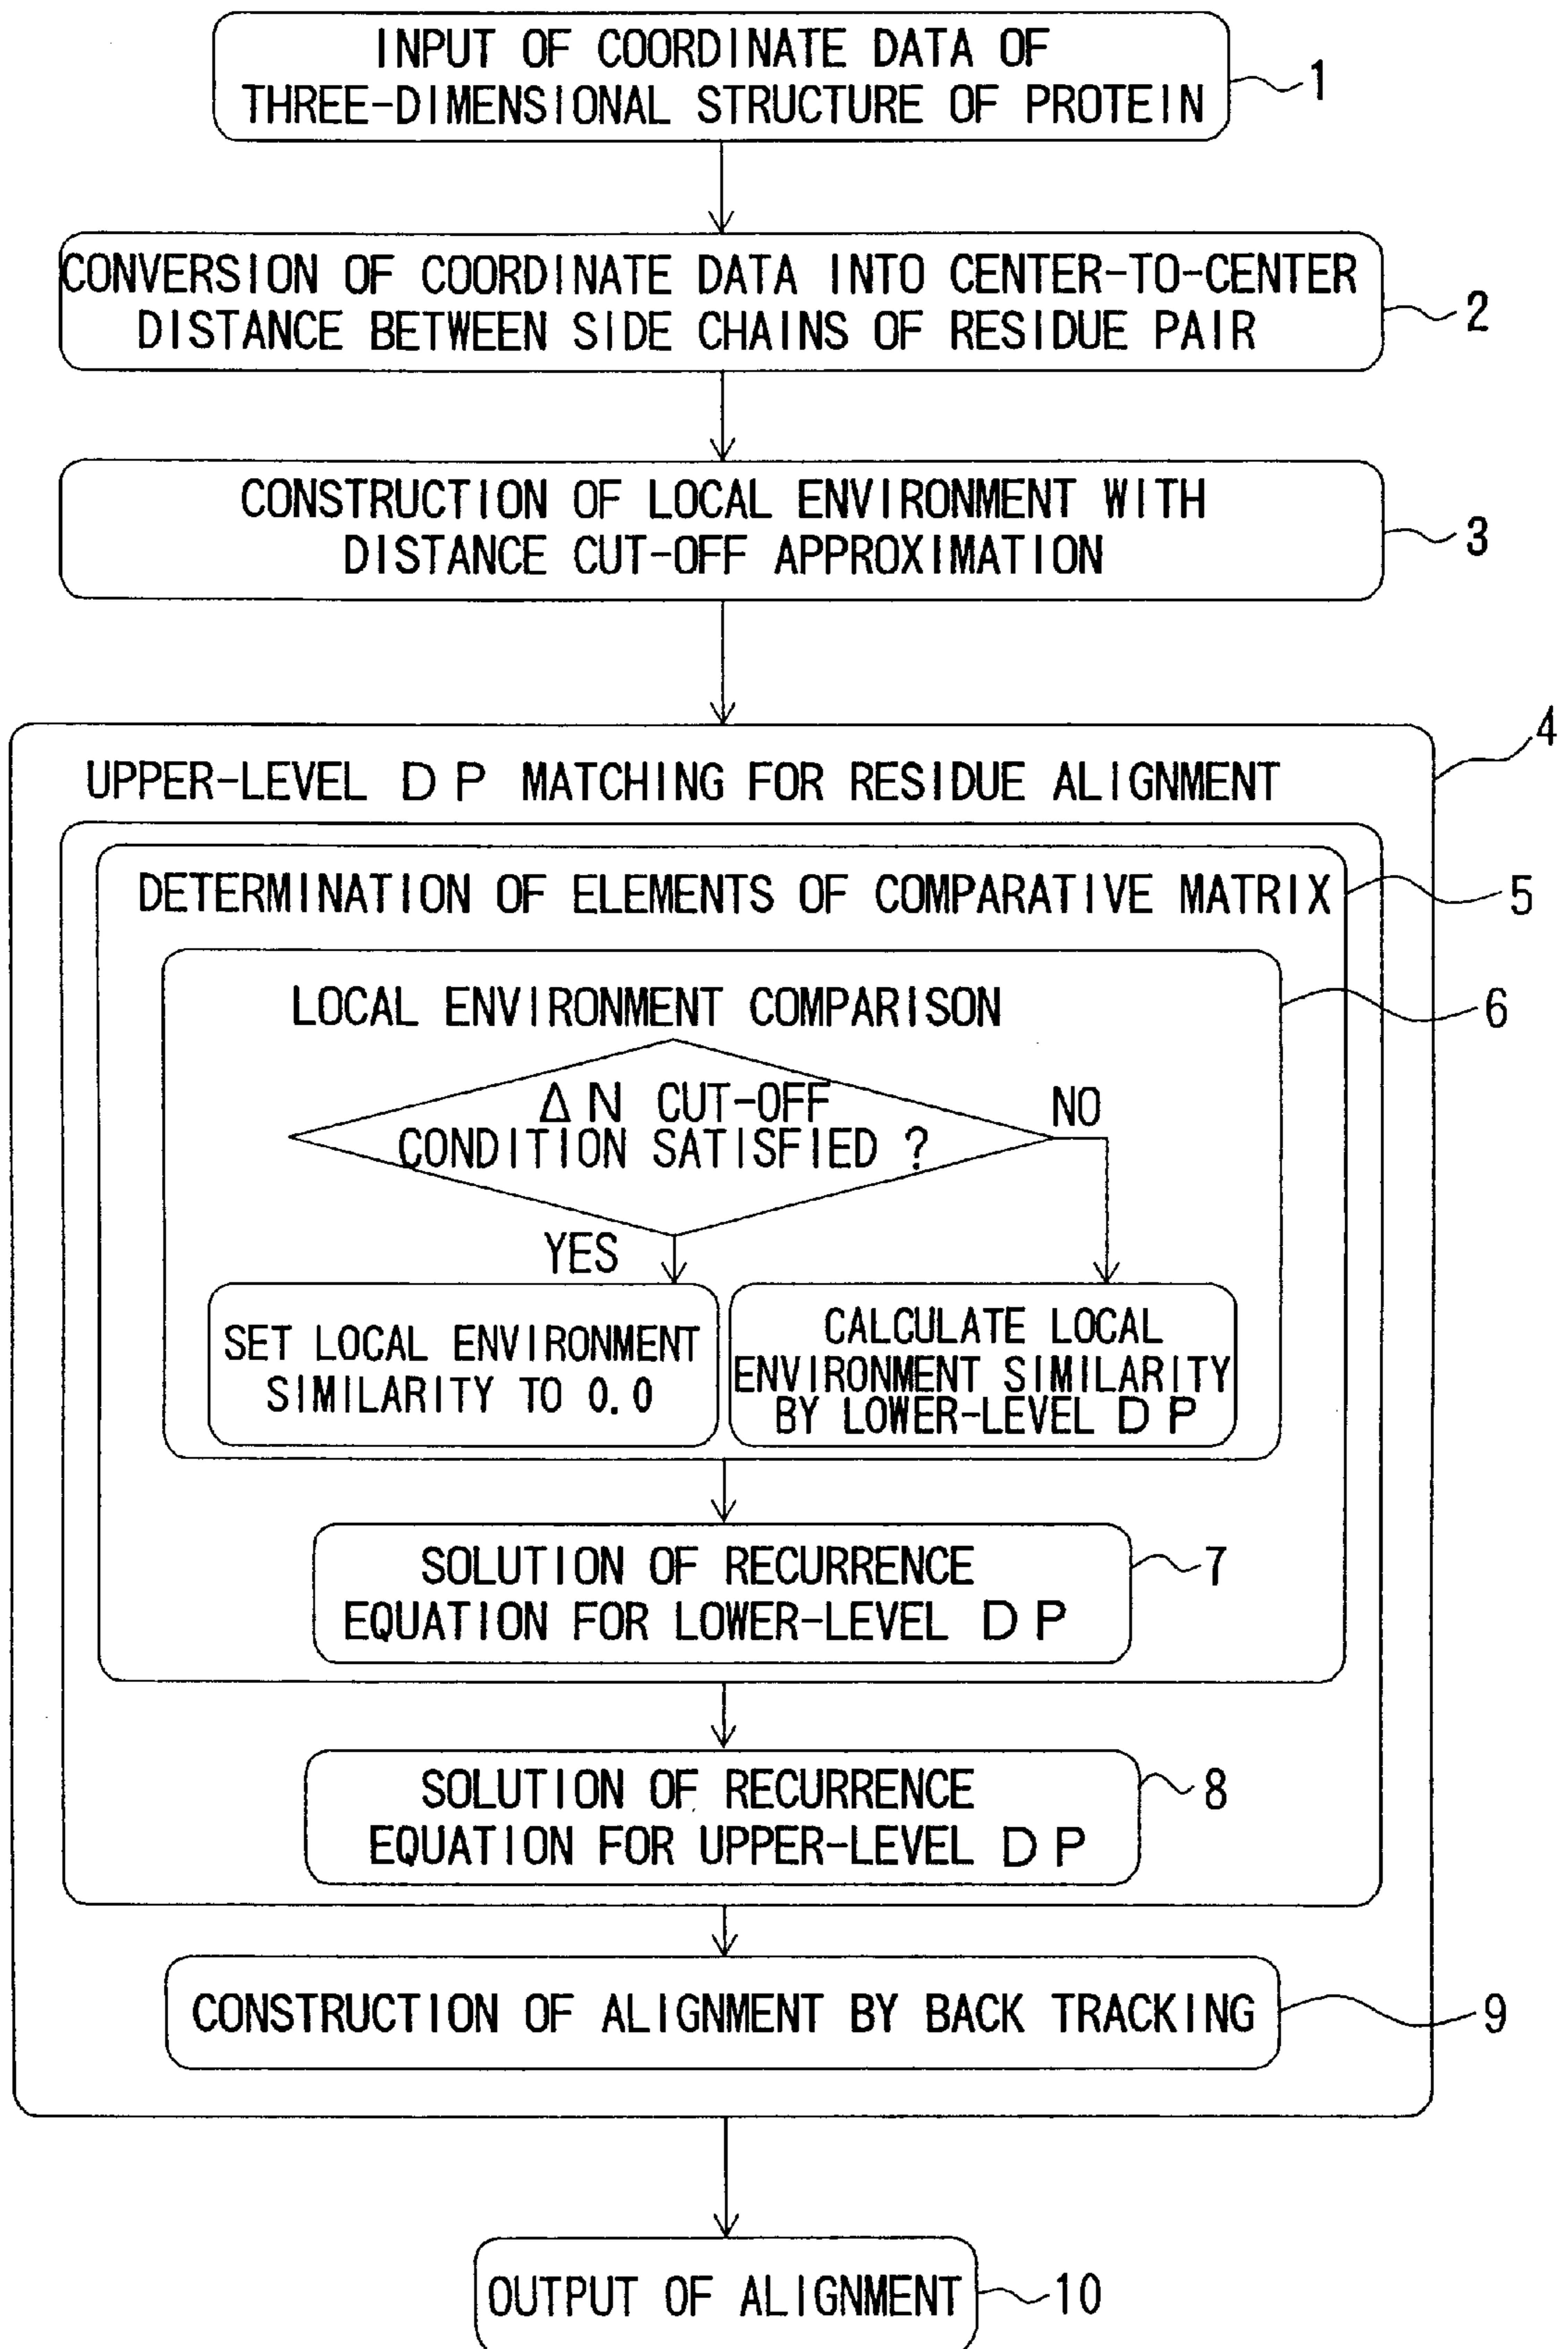 INPUT OF COORDINATE DATA OF
THREE-DIMENSIONAL STRUCTURE OF PROTEIN
1
CONVERSION OF COORDINATE DATA INTO CENTER-TO-CENTER
DISTANCE BETWEEN SIDE CHAINS OF RESIDUE PAIR
2
CONSTRUCTION OF LOCAL ENVIRONMENT WITH
DISTANCE CUT-OFF APPROXIMATION
3
4
UPPER-LEVEL DP MATCHING FOR RESIDUE ALIGNMENT
DETERMINATION OF ELEMENTS OF COMPARATIVE MATRIX
5
LOCAL ENVIRONMENT COMPARISON
6
ΔN CUT-OFF
CONDITION SATISFIED ?
NO
YES
SET LOCAL ENVIRONMENT
SIMILARITY TO 0.0
CALCULATE LOCAL
ENVIRONMENT SIMILARITY
BY LOWER-LEVEL DP
SOLUTION OF RECURRENCE
EQUATION FOR LOWER-LEVEL DP
7
SOLUTION OF RECURRENCE
EQUATION FOR UPPER-LEVEL DP
8
CONSTRUCTION OF ALIGNMENT BY BACK TRACKING
9
OUTPUT OF ALIGNMENT
10